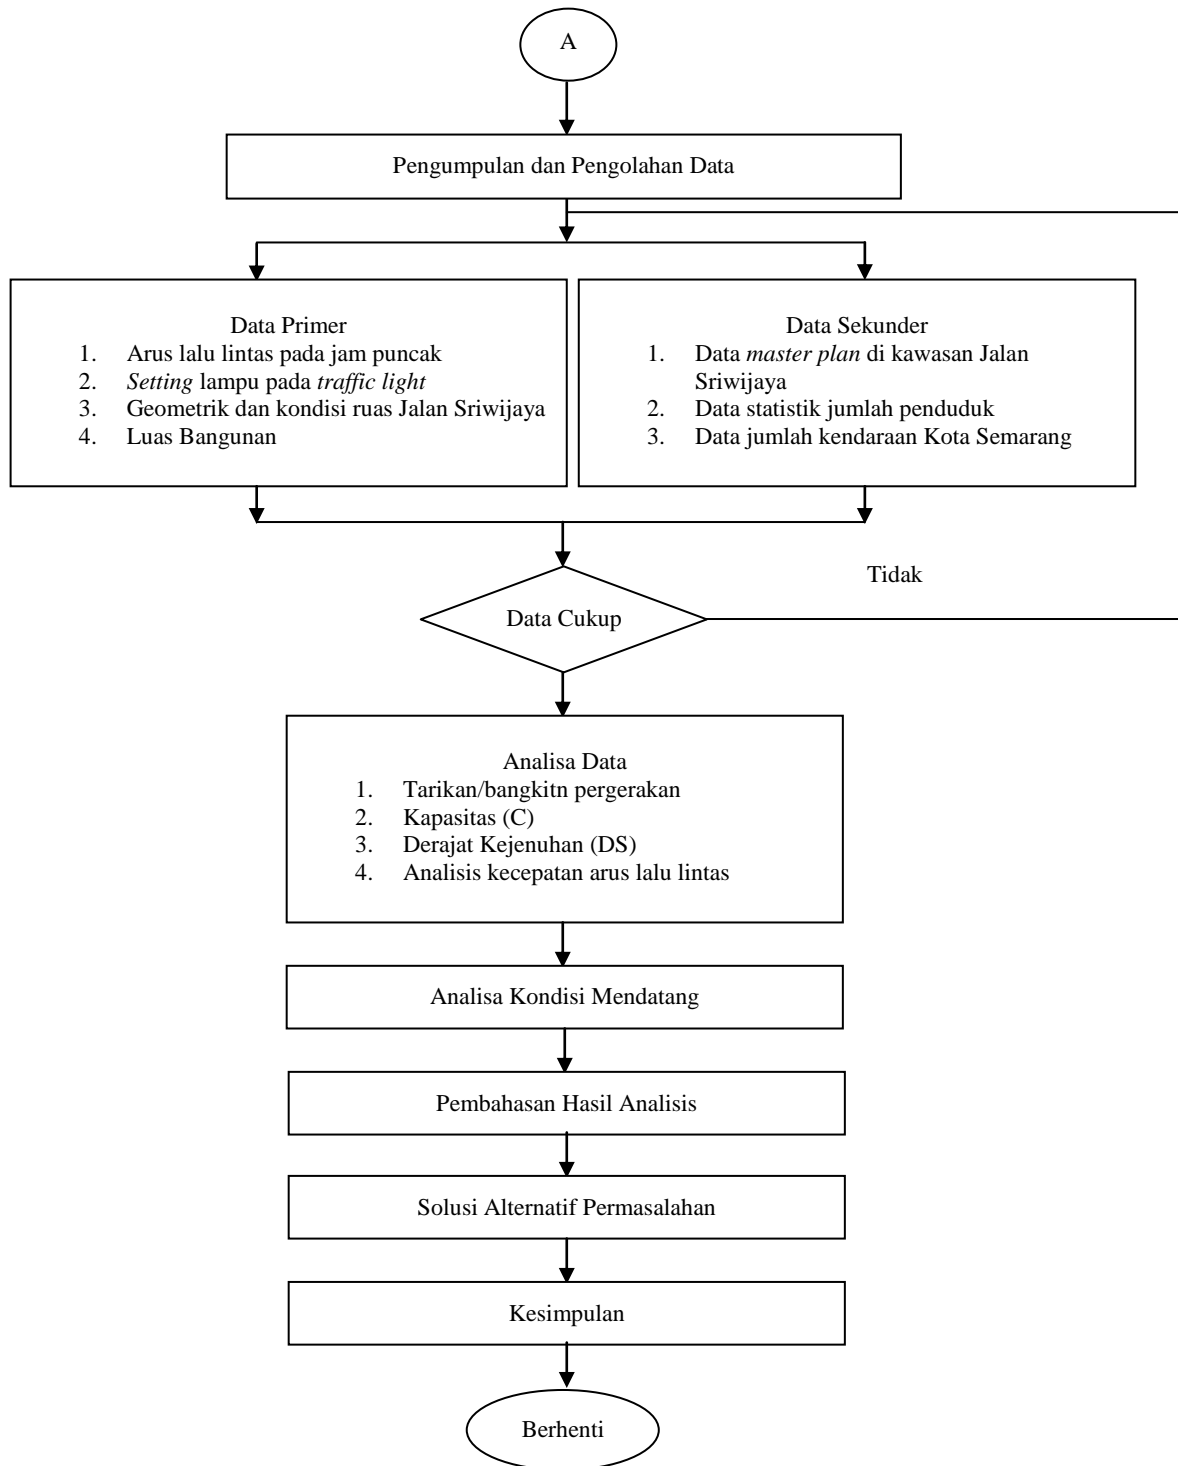 A
Pengumpulan dan Pengolahan Data
Data Primer
1. Arus lalu lintas pada jam puncak
2. Setting lampu pada traffic light
3. Geometrik dan kondisi ruas Jalan Sriwijaya
4. Luas Bangunan
Data Sekunder
1. Data master plan di kawasan Jalan
Sriwijaya
2. Data statistik jumlah penduduk
3. Data jumlah kendaraan Kota Semarang
Tidak
Data Cukup
Analisa Data
1. Tarikan/bangkitn pergerakan
2. Kapasitas (C)
3. Derajat Kejenuhan (DS)
4. Analisis kecepatan arus lalu lintas
Analisa Kondisi Mendatang
Pembahasan Hasil Analisis
Solusi Alternatif Permasalahan
Kesimpulan
Berhenti